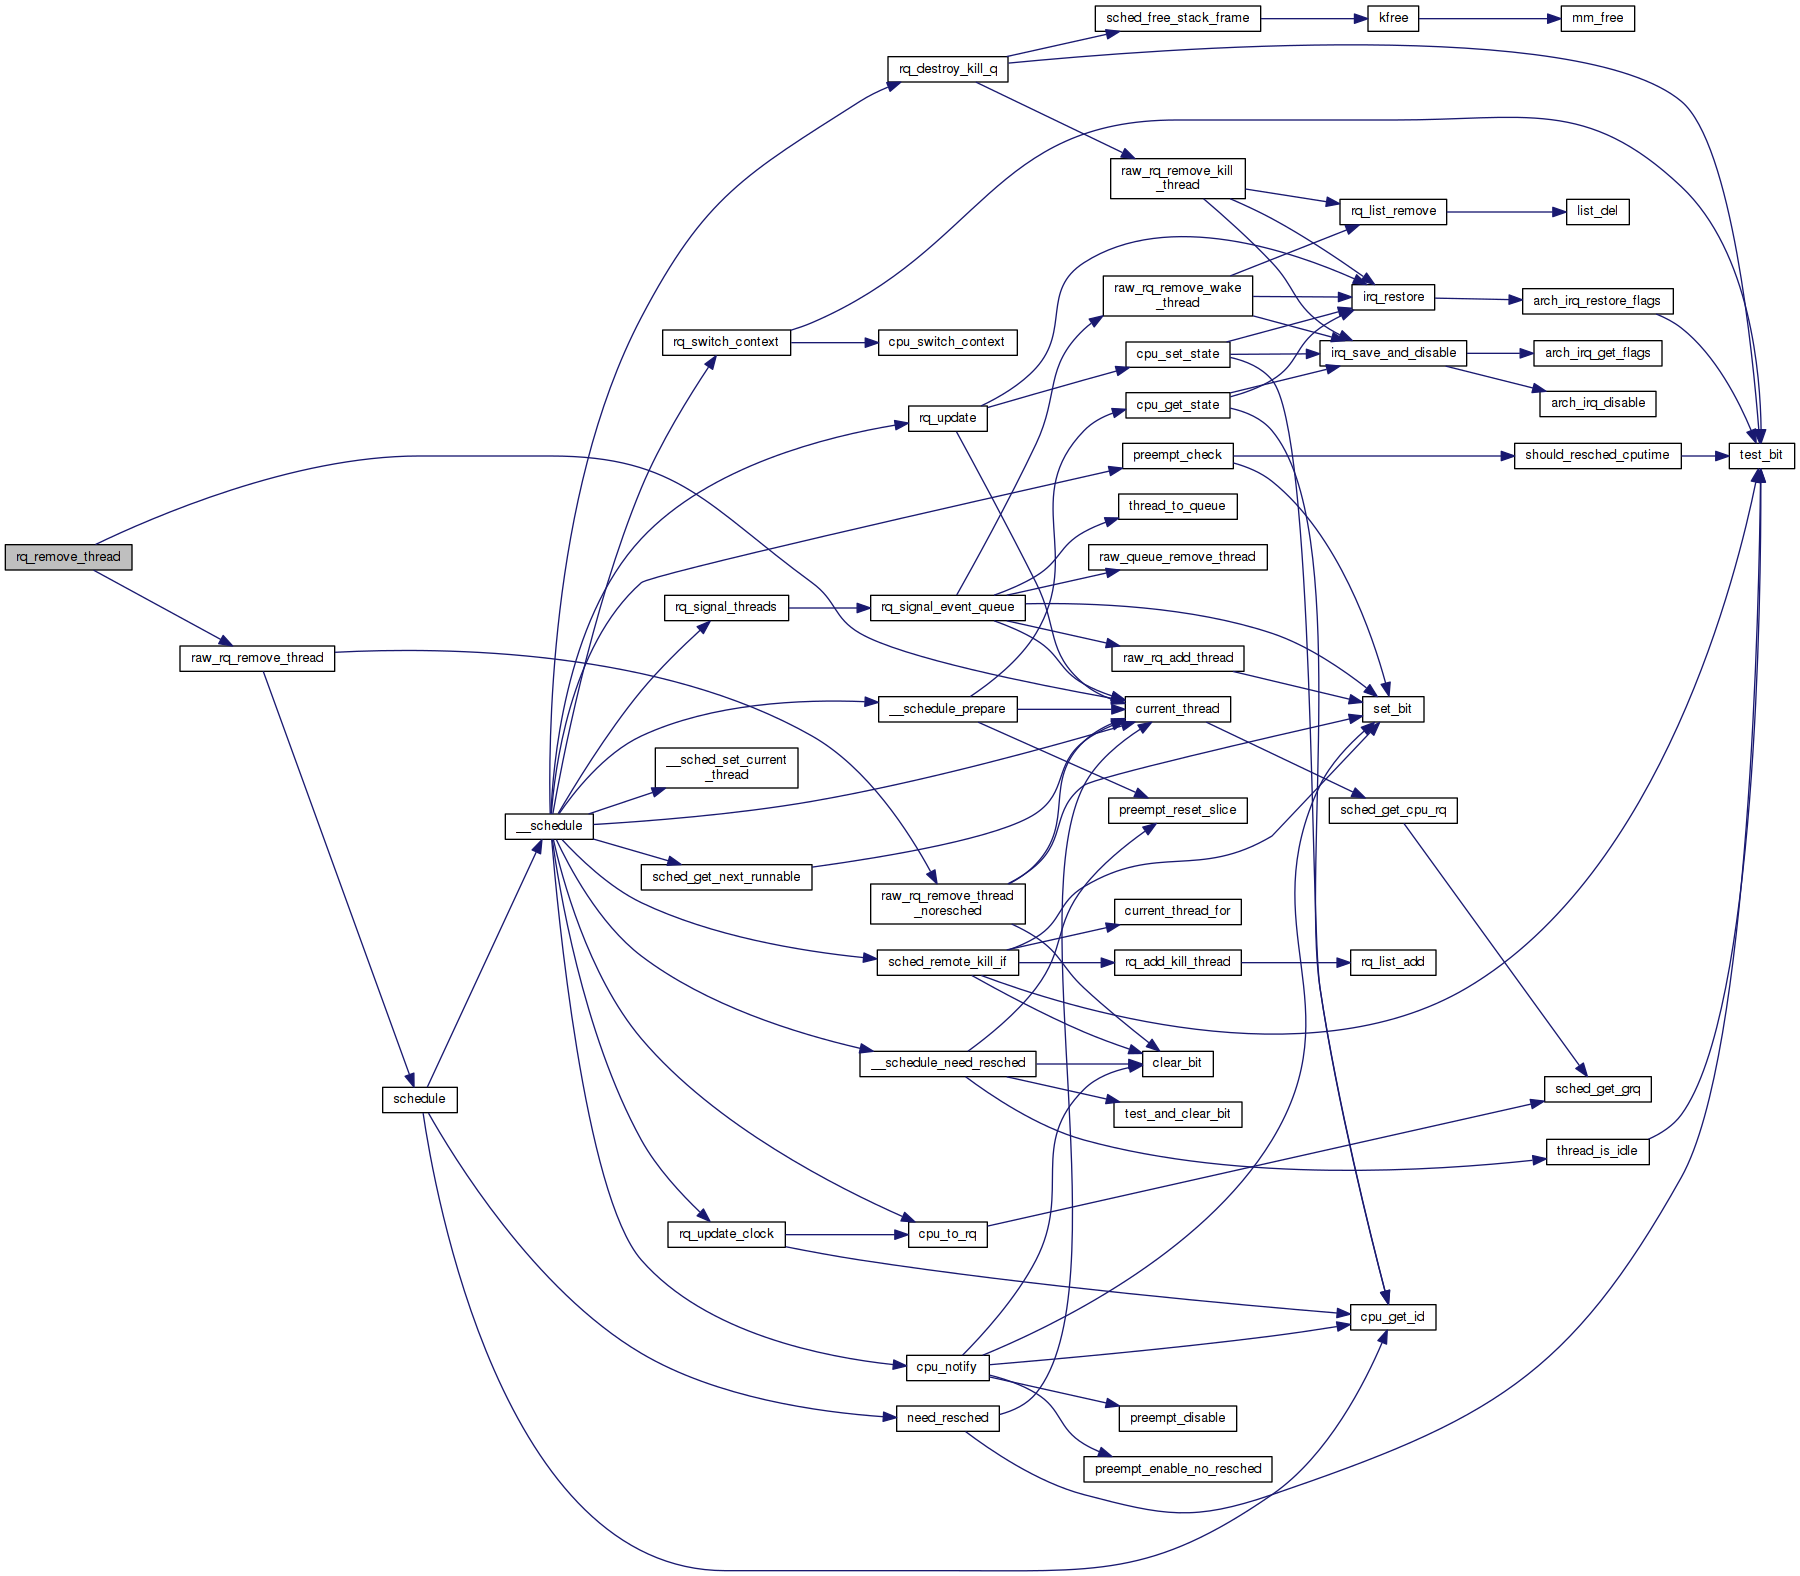 sched_free_stack_frame
kfree
mm_free
rq_destroy_kill_q
raw_rq_remove_kill
_thread
rq_list_remove
list_del
raw_rq_remove_wake
_thread
irq_restore
arch_irq_restore_flags
rq_switch_context
cpu_switch_context
cpu_set_state
irq_save_and_disable
arch_irq_get_flags
cpu_get_state
arch_irq_disable
rq_update
preempt_check
should_resched_cputime
test_bit
thread_to_queue
rq_remove_thread
raw_queue_remove_thread
rq_signal_threads
rq_signal_event_queue
raw_rq_remove_thread
raw_rq_add_thread
__schedule_prepare
current_thread
set_bit
__sched_set_current
_thread
preempt_reset_slice
sched_get_cpu_rq
__schedule
sched_get_next_runnable
raw_rq_remove_thread
_noresched
current_thread_for
sched_remote_kill_if
rq_add_kill_thread
rq_list_add
__schedule_need_resched
clear_bit
sched_get_grq
schedule
test_and_clear_bit
thread_is_idle
rq_update_clock
cpu_to_rq
cpu_get_id
cpu_notify
need_resched
preempt_disable
preempt_enable_no_resched